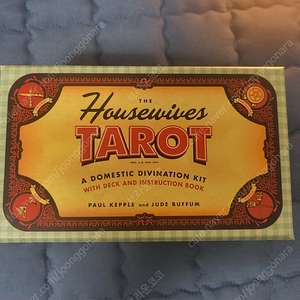 THE
Housewives
TAROT
A DOMESTIC DIVINATION KIT
WITH DECK AND INSTRUCTION BOOK
PAUL KEPPLE and JUDE BUFFUM